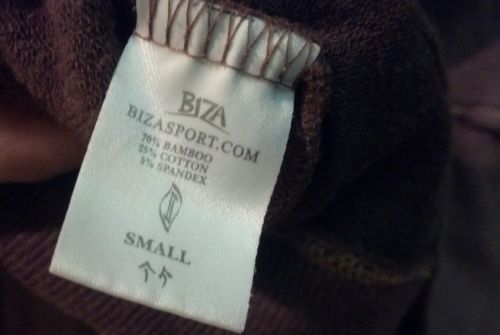 BIZA
BIZASPORT.COM
70% BAMBOO
25% COTTON
5% SPANDEX
SMALL